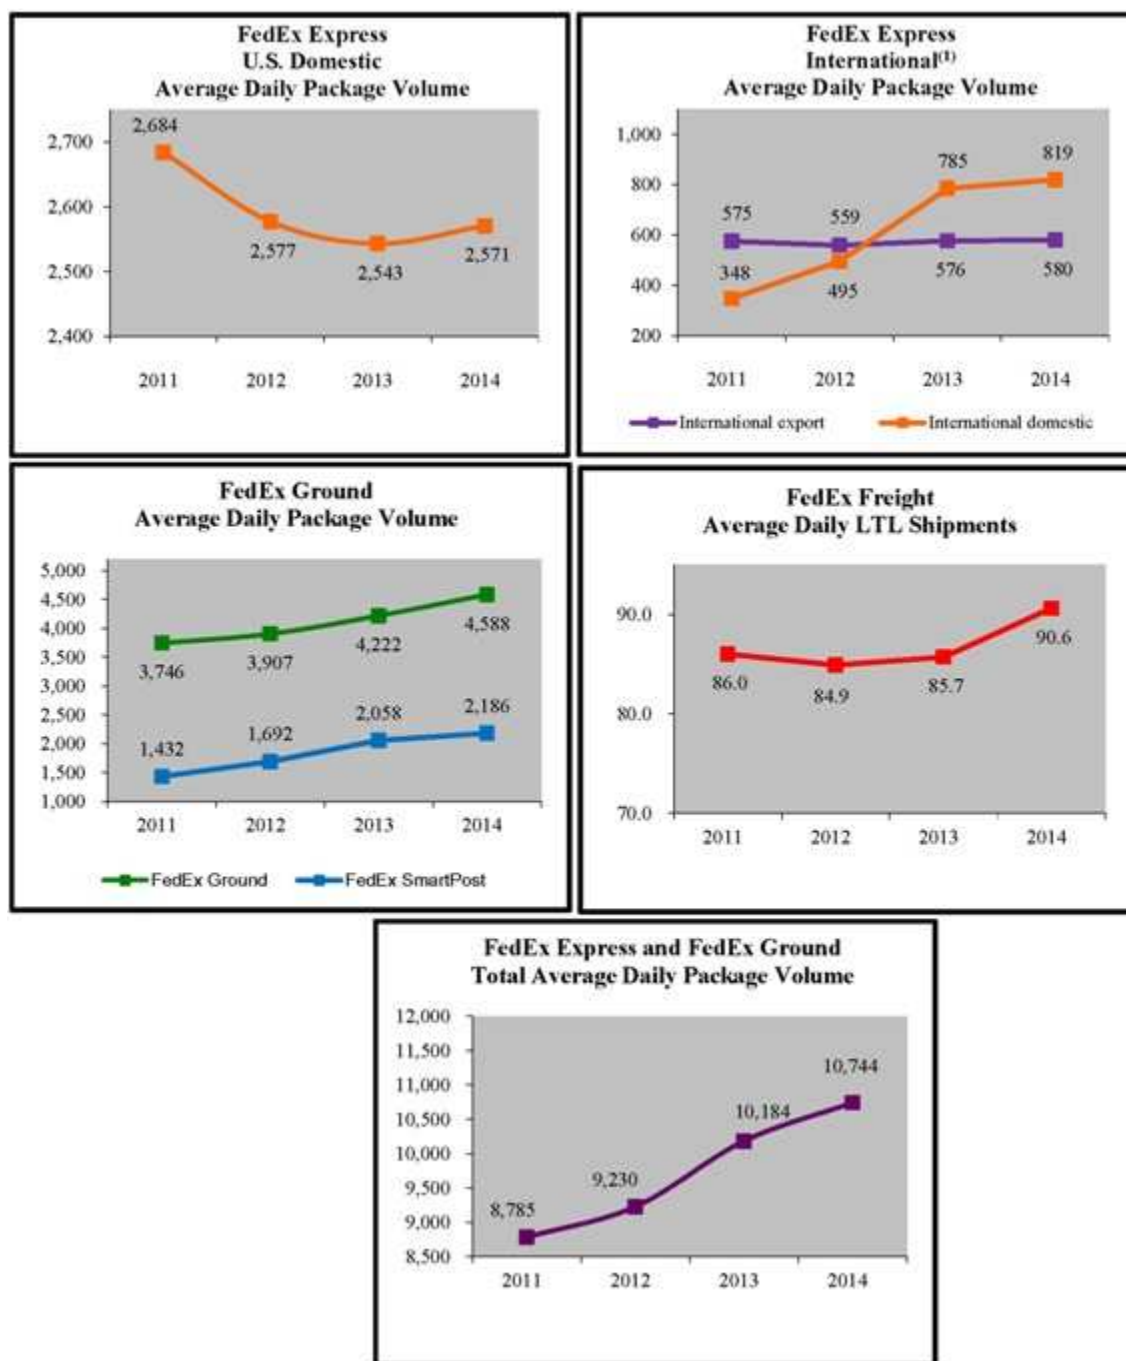 FedEx Express
U.S. Domestic
Average Daily Package Volume
2,700
2,600
2,500
2,400
2,684
2,577
2,543
2,571
2011 2012 2013 2014
FedEx Express
International(1)
Average Daily Package Volume
1,000
800
600
400
200
575 559 785 819
348 495 576 580
2011 2012 2013 2014
International export International domestic
FedEx Ground
Average Daily Package Volume
5,000
4,500
4,000
3,500
3,000
2,500
2,000
1,500
1,000
3,746 3,907 4,222 4,588
1,432 1,692 2,058 2,186
2011 2012 2013 2014
FedEx Ground FedEx SmartPost
FedEx Freight
Average Daily LTL Shipments
90.0
80.0
70.0
86.0 84.9 85.7 90.6
2011 2012 2013 2014
FedEx Express and FedEx Ground
Total Average Daily Package Volume
12,000
11,500
11,000
10,500
10,000
9,500
9,000
8,500
8,785 9,230 10,184 10,744
2011 2012 2013 2014